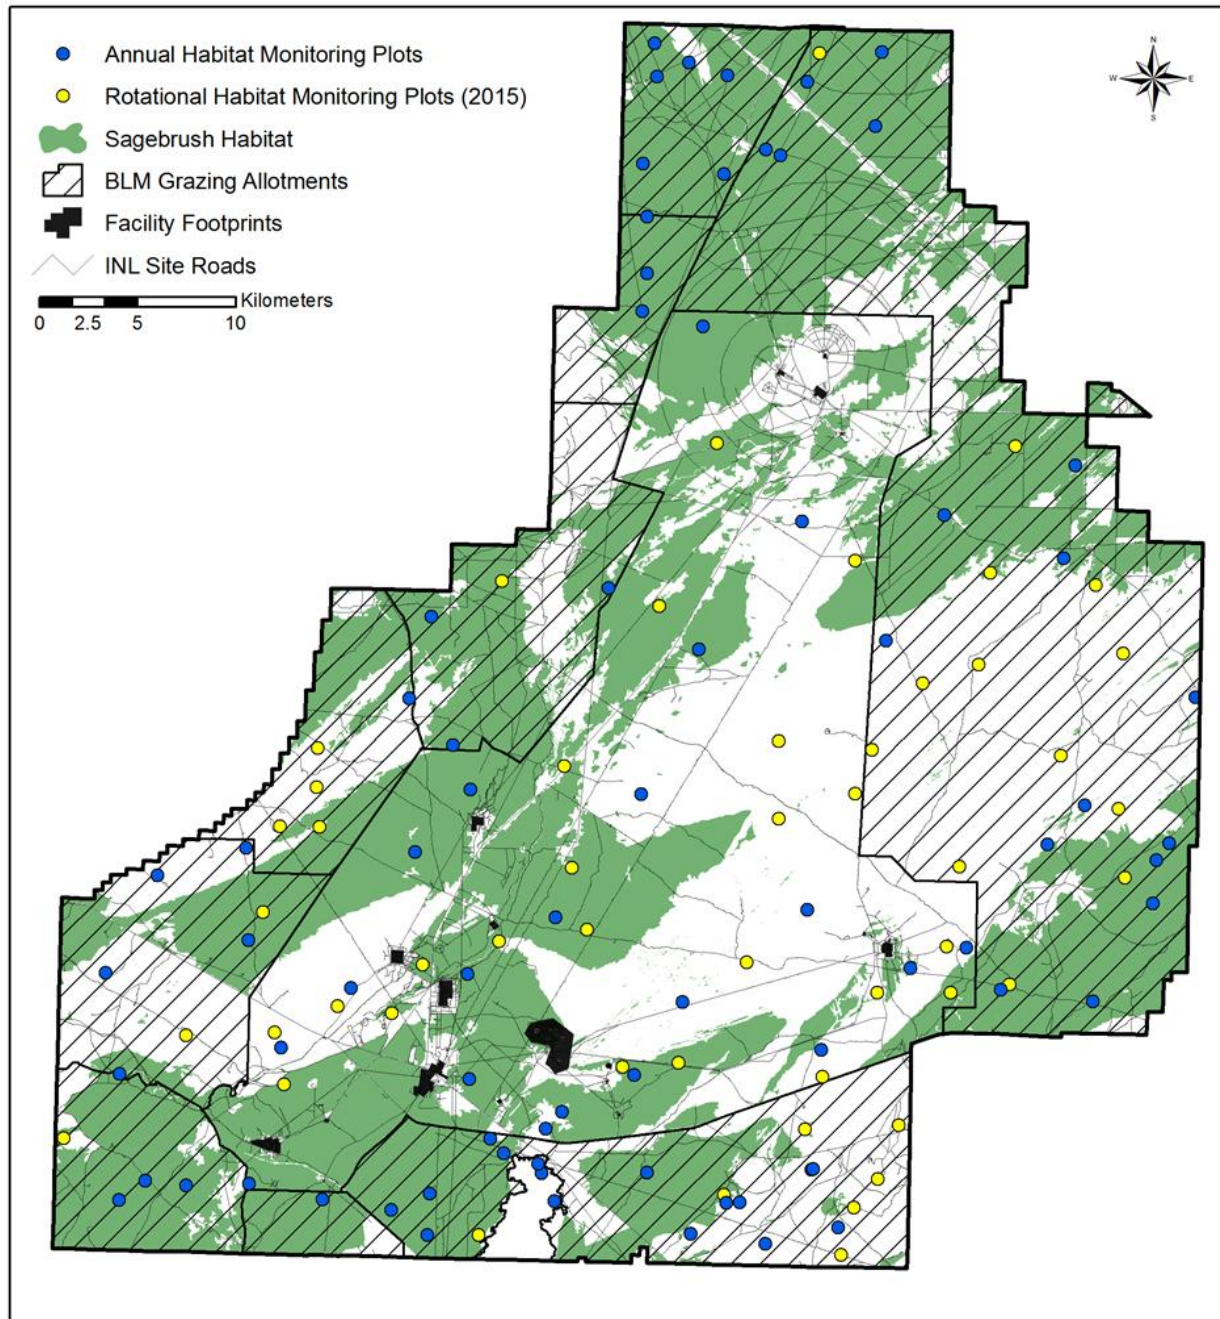 Annual Habitat Monitoring Plots
Rotational Habitat Monitoring Plots (2015)
Sagebrush Habitat
BLM Grazing Allotments
Facility Footprints
INL Site Roads
Kilometers
0 2.5 5 10
N
W E
S